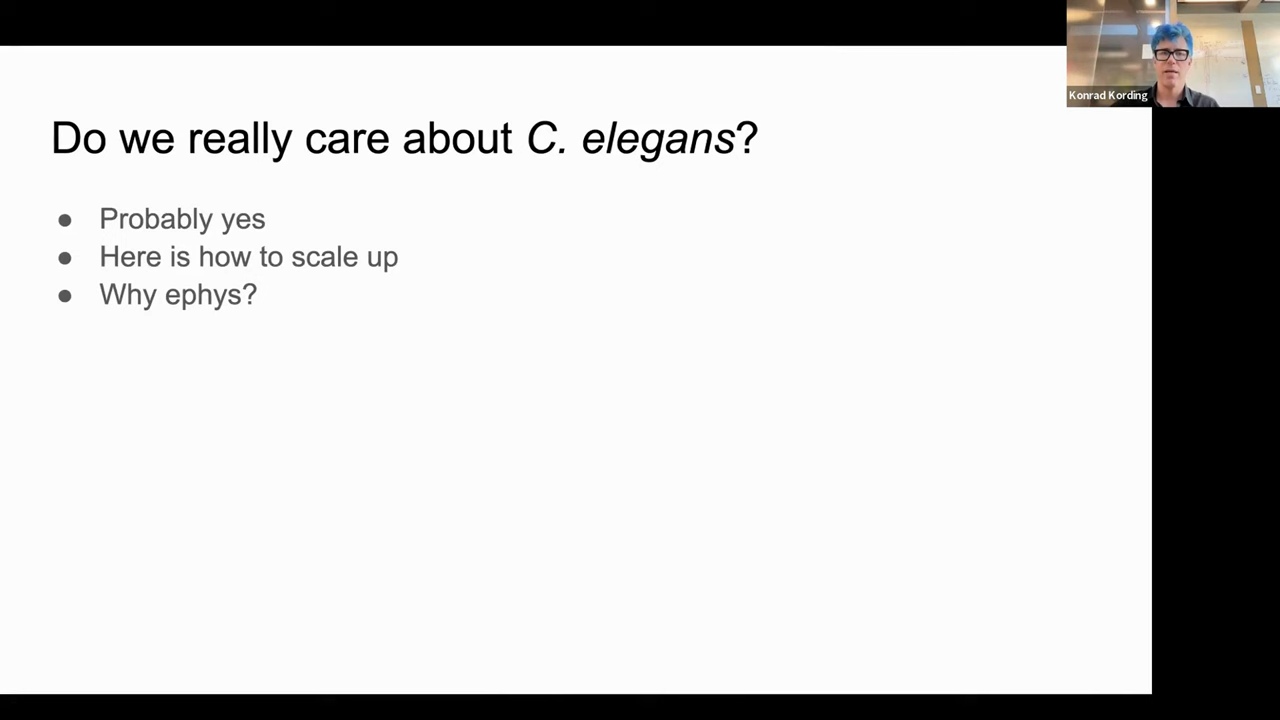 Konrad Kording
Do we really care about C. elegans?
● Probably yes
● Here is how to scale up
● Why ephys?